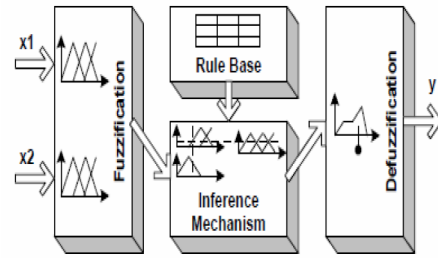 x1
x2
Fuzzification
Rule Base
Inference
Mechanism
Defuzzification
y